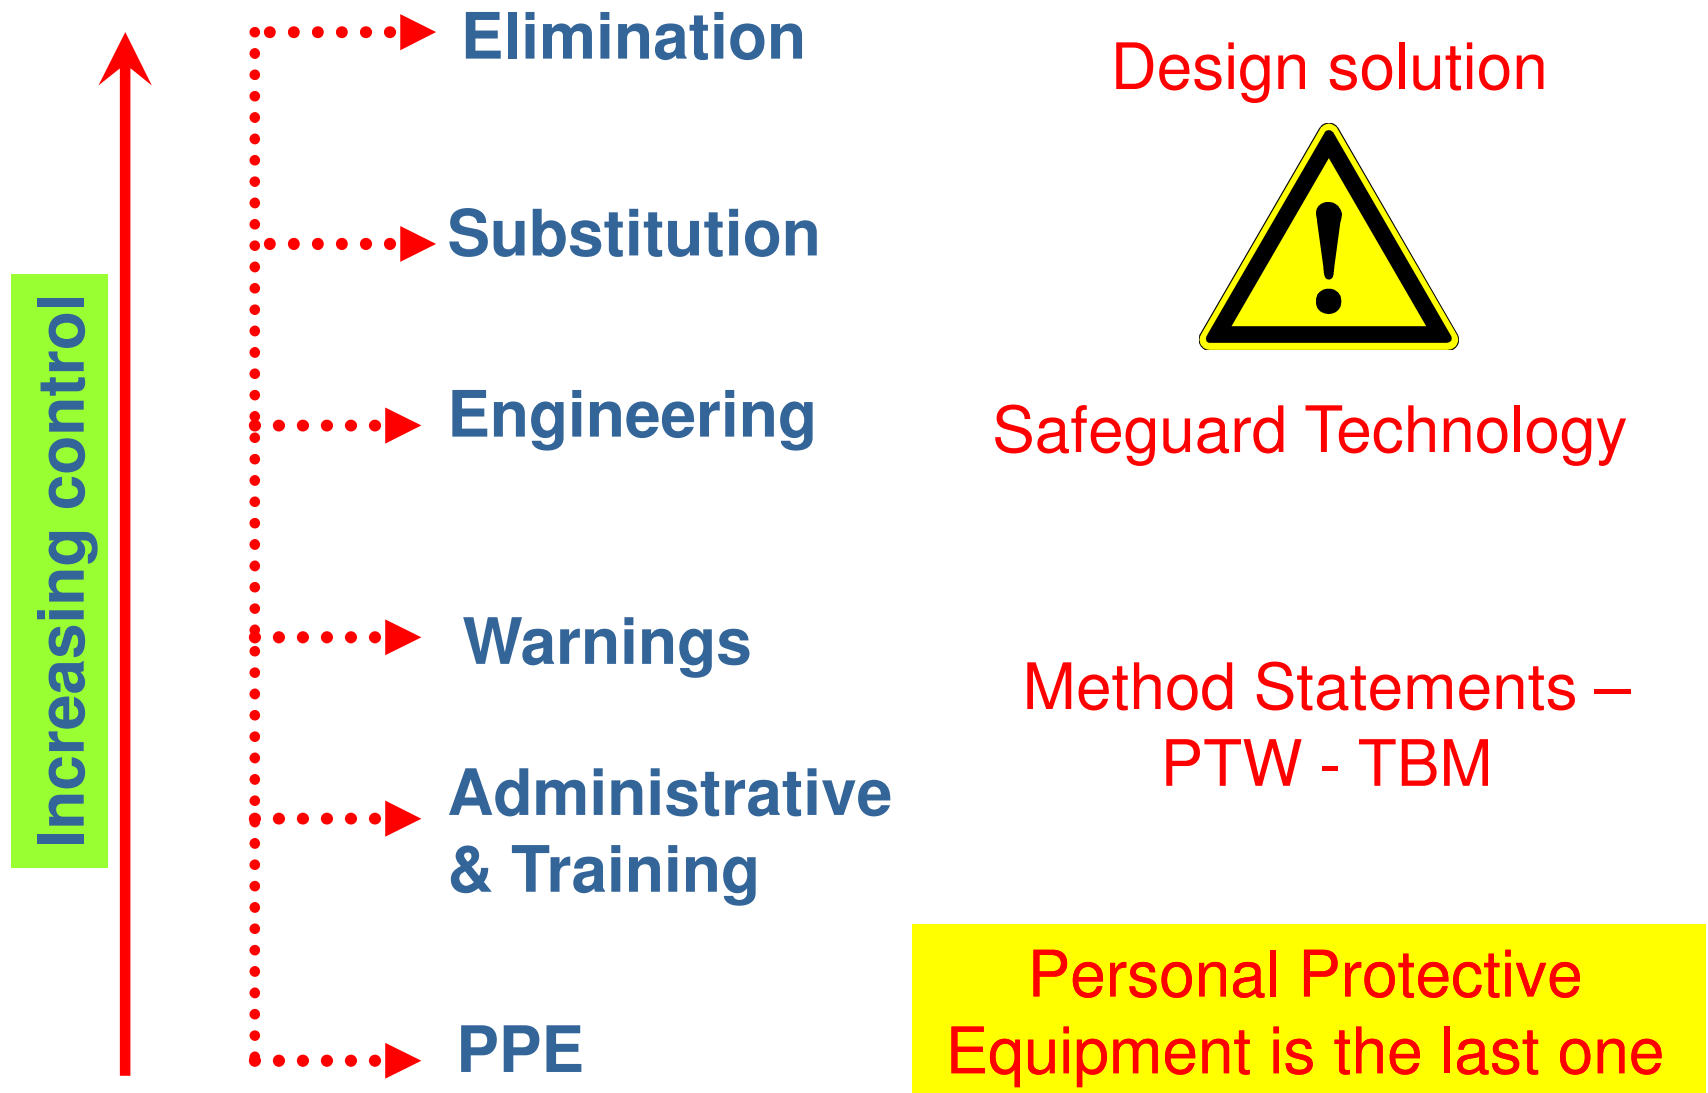 Elimination
Design solution
Substitution
!
Engineering
Safeguard Technology
Increasing control
Warnings
Method Statements –
PTW - TBM
Administrative
& Training
Personal Protective
Equipment is the last one
PPE